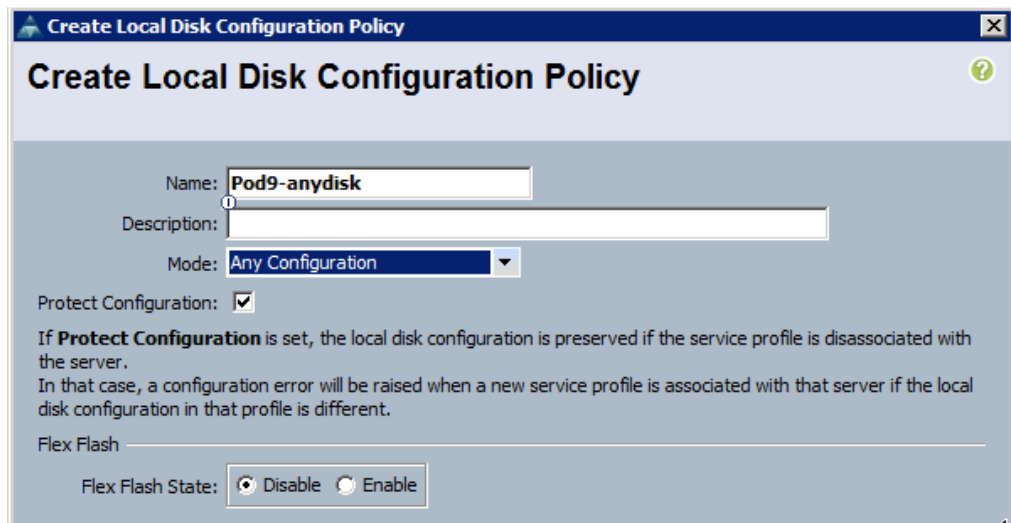 Create Local Disk Configuration Policy
Create Local Disk Configuration Policy
Name: Pod9-anydisk
Description:
Mode: Any Configuration
Protect Configuration:
If Protect Configuration is set, the local disk configuration is preserved if the service profile is disassociated with
the server.
In that case, a configuration error will be raised when a new service profile is associated with that server if the local
disk configuration in that profile is different.
Flex Flash
Flex Flash State: Disable Enable